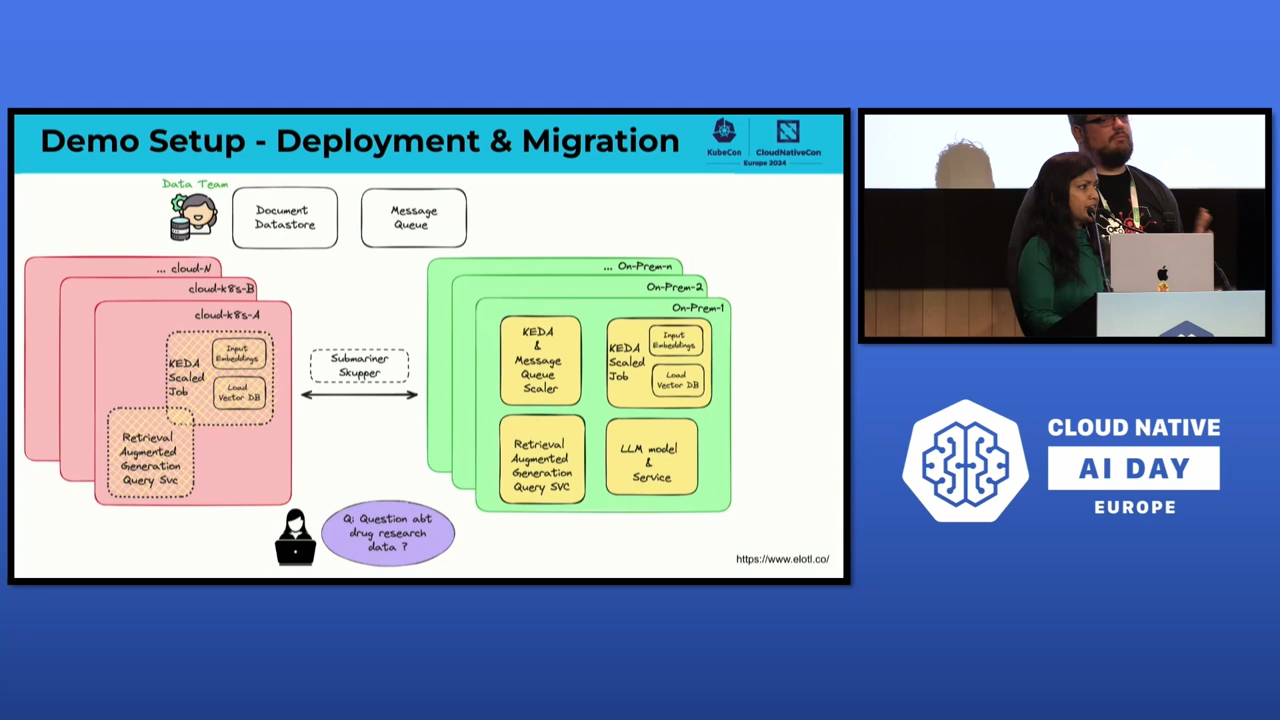 Demo Setup - Deployment & Migration
KubeCon
CloudNativeCon
Europe 2024
Data Team
Document
Datastore
Message
Queue
... cloud-N
cloud-k8s-B
cloud-k8s-A
KEDA
Scaled
Job
Input
Embeddings
Load
Vector DB
Retrieval
Augmented
Generation
Query Svc
Submariner
Skupper
... On-Prem-n
On-Prem-2
On-Prem-1
KEDA
&
Message
Queue
Scaler
KEDA
Scaled
Job
Input
Embeddings
Load
Vector DB
Retrieval
Augmented
Generation
Query SVC
LLM model
&
Service
Q: Question abt
drug research
data ?
https://www.elotl.co/
CLOUD NATIVE
AI DAY
EUROPE